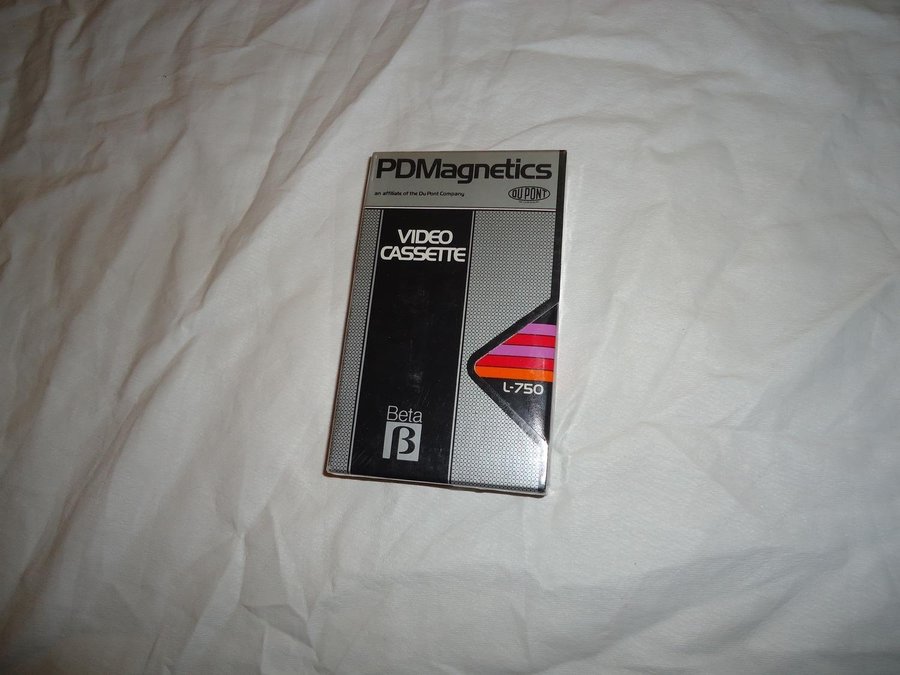 PDMagnetics
an affiliate of the Du Pont Company
DU PONT
VIDEO
CASSETTE
L-750
Beta
β